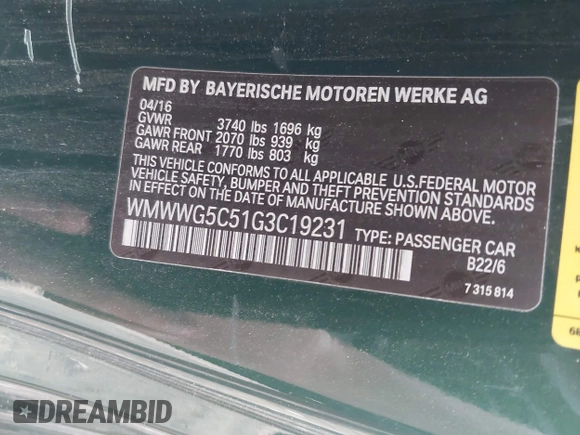 MFD BY BAYERISCHE MOTOREN WERKE AG
04/16
GVWR 3740 lbs 1696 kg
GAWR FRONT 2070 lbs 939 kg
GAWR REAR 1770 lbs 803 kg
THIS VEHICLE CONFORMS TO ALL APPLICABLE U.S.FEDERAL MOTOR
VEHICLE SAFETY, BUMPER AND THEFT PREVENTION STANDARDS
IN EFFECT ON THE DATE OF MANUFACTURE SHOWN ABOVE.
WMWWG5C51G3C19231 TYPE: PASSENGER CAR
B22/6
7 315 814
DREAMBID